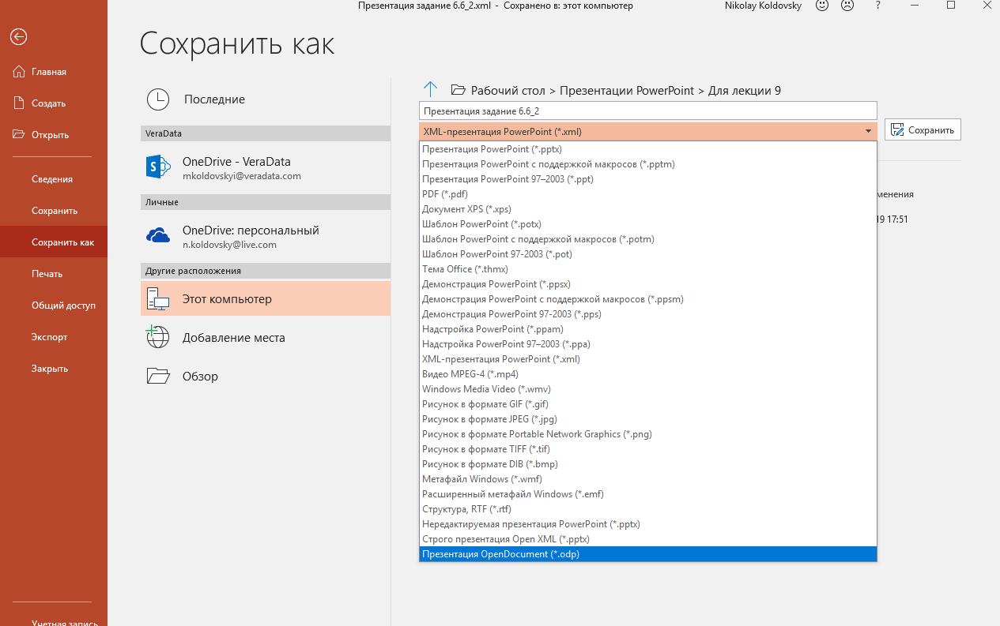 Презентация задание 6.6_2.xml - Сохранено в: этот компьютер
Nikolay Koldovsky
?
Главная
Создать
Открыть
Сведения
Сохранить
Сохранить как
Печать
Общий доступ
Экспорт
Закрыть
Учетная запись
Сохранить как
Последние
VeraData
OneDrive - VeraData
mkoldovskyi@veradata.com
Личные
OneDrive: персональный
n.koldovsky@live.com
Другие расположения
Этот компьютер
Добавление места
Обзор
Рабочий стол > Презентации PowerPoint > Для лекции 9
Презентация задание 6.6_2
XML-презентация PowerPoint (*.xml)
Сохранить
Презентация PowerPoint (*.pptx)
Презентация PowerPoint с поддержкой макросов (*.pptm)
Презентация PowerPoint 97–2003 (*.ppt)
PDF (*.pdf)
Документ XPS (*.xps)
Шаблон PowerPoint (*.potx)
Шаблон PowerPoint с поддержкой макросов (*.potm)
Шаблон PowerPoint 97-2003 (*.pot)
Тема Office (*.thmx)
Демонстрация PowerPoint (*.ppsx)
Демонстрация PowerPoint с поддержкой макросов (*.ppsm)
Демонстрация PowerPoint 97-2003 (*.pps)
Надстройка PowerPoint (*.ppam)
Надстройка PowerPoint 97–2003 (*.ppa)
XML-презентация PowerPoint (*.xml)
Видео MPEG-4 (*.mp4)
Windows Media Video (*.wmv)
Рисунок в формате GIF (*.gif)
Рисунок в формате JPEG (*.jpg)
Рисунок в формате Portable Network Graphics (*.png)
Рисунок в формате TIFF (*.tif)
Рисунок в формате DIB (*.bmp)
Метафайл Windows (*.wmf)
Расширенный метафайл Windows (*.emf)
Структура, RTF (*.rtf)
Нередактируемая презентация PowerPoint (*.pptx)
Строго презентация Open XML (*.pptx)
Презентация OpenDocument (*.odp)
менения
19 17:51